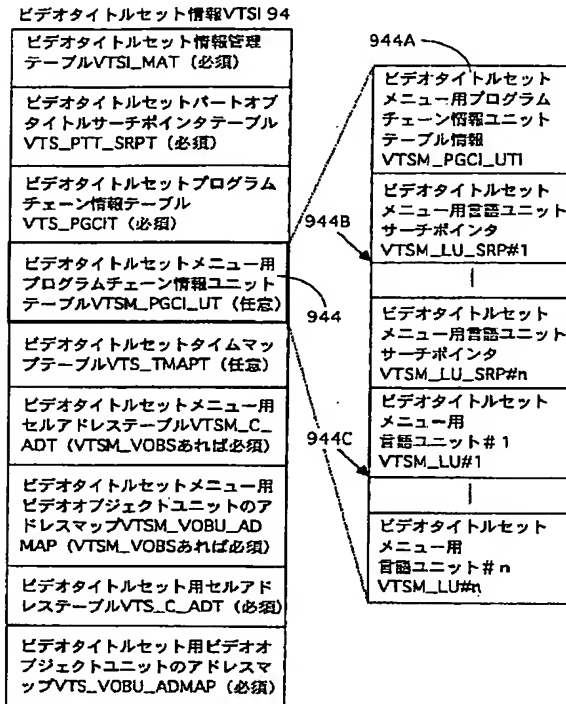 ビデオタイトルセット情報VTSI 94
ビデオタイトルセット情報管理
テーブルVTSI_MAT（必須）
ビデオタイトルセットパートオブ
タイトルサーチポインタテーブル
VTS_PTT_SRPT（必須）
ビデオタイトルセットプログラム
チェーン情報テーブル
VTS_PGCIT（必須）
ビデオタイトルセットメニュー用
プログラムチェーン情報ユニット
テーブルVTSM_PGCI_UT（任意）
ビデオタイトルセットタイムマッ
プテーブルVTS_TMAPT（任意）
ビデオタイトルセットメニュー用
セルアドレステーブルVTSM_C_
ADT（VTSM_VOBSあれば必須）
ビデオタイトルセットメニュー用
ビデオオブジェクトユニットのア
ドレスマップVTSM_VOBU_AD
MAP（VTSM_VOBSあれば必須）
ビデオタイトルセット用セルアド
レステーブルVTS_C_ADT（必須）
ビデオタイトルセット用ビデオオ
ブジェクトユニットのアドレスマ
ップVTS_VOBU_ADMAP（必須）
944
944A
ビデオタイトルセット
メニュー用プログラム
チェーン情報ユニット
テーブル情報
VTSM_PGCI_UTI
944B
ビデオタイトルセット
メニュー用言語ユニット
サーチポインタ
VTSM_LU_SRP#1
ビデオタイトルセット
メニュー用言語ユニット
サーチポインタ
VTSM_LU_SRP#n
944C
ビデオタイトルセット
メニュー用
言語ユニット＃1
VTSM_LU#1
ビデオタイトルセット
メニュー用
言語ユニット＃n
VTSM_LU#n